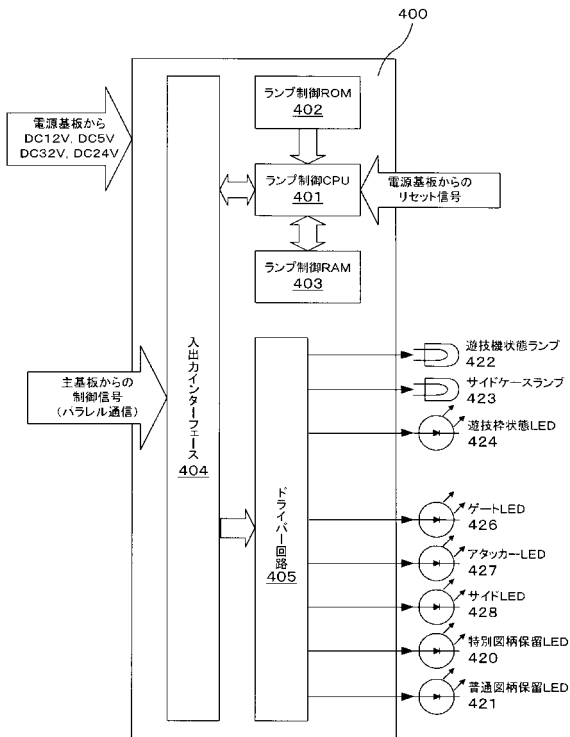 400
電源基板から
DC12V, DC5V
DC32V, DC24V
ランプ制御ROM
402
ランプ制御CPU
401
電源基板からの
リセット信号
ランプ制御RAM
403
主基板からの
制御信号
(パラレル通信)
入出力インターフェース
404
ドライバー回路
405
遊技機状態ランプ
422
サイドケースランプ
423
遊技枠状態LED
424
ゲートLED
426
アタッカーLED
427
サイドLED
428
特別図柄保留LED
420
普通図柄保留LED
421